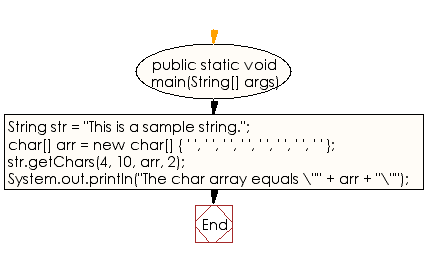 public static void
main(String[] args)
String str = "This is a sample string.";
char[] arr = new char[] { ' ', ' ', ' ', ' ', ' ', ' ', ' ', ' ' };
str.getChars(4, 10, arr, 2);
System.out.println("The char array equals \"" + arr + "\"");
End